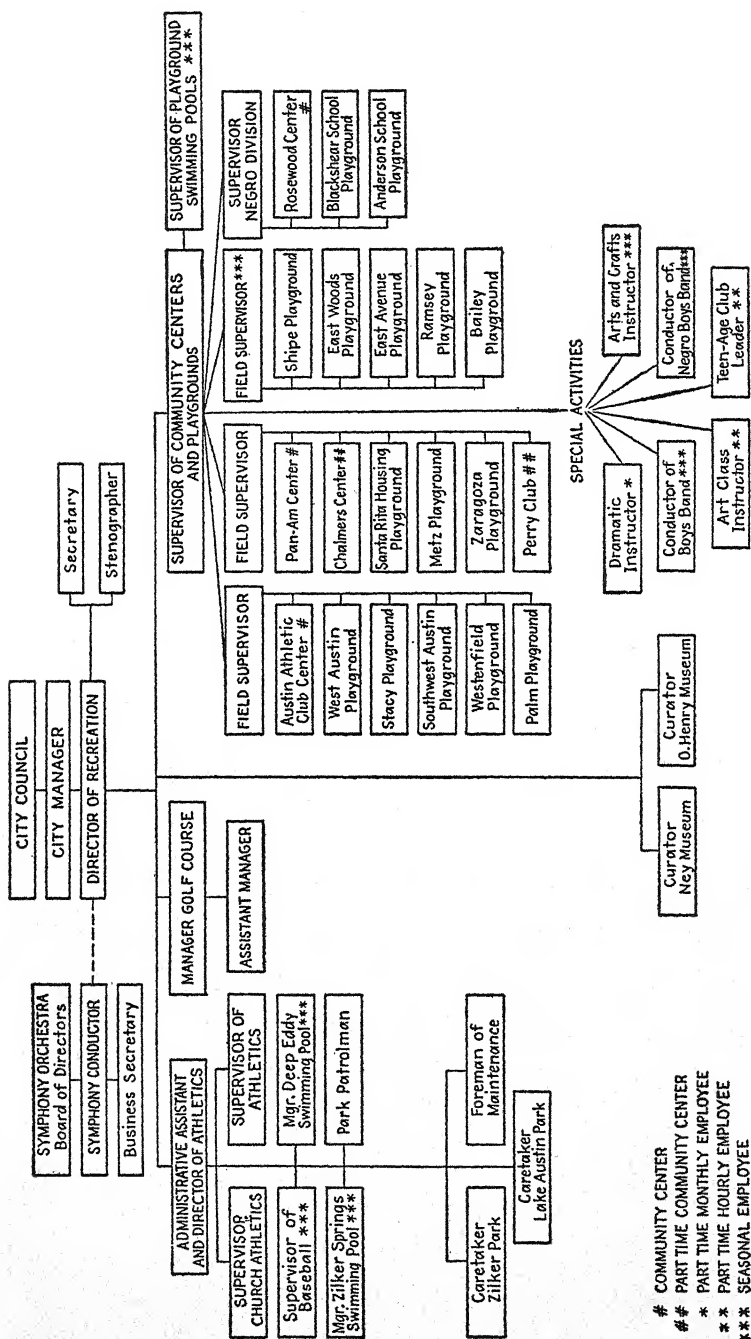 CITY COUNCIL
CITY MANAGER
DIRECTOR OF RECREATION
Secretary
Stenographer
SYMPHONY ORCHESTRA
Board of Directors
SYMPHONY CONDUCTOR
Business Secretary
ADMINISTRATIVE ASSISTANT
AND DIRECTOR OF ATHLETICS
SUPERVISOR
CHURCH ATHLETICS
SUPERVISOR OF
ATHLETICS
Supervisor of
Baseball ***
Mgr. Deep Eddy
Swimming Pool***
Mgr. Zilker Springs
Swimming Pool ***
Park Patrolman
Caretaker
Zilker Park
Foreman of
Maintenance
Caretaker
Lake Austin Park
MANAGER GOLF COURSE
ASSISTANT MANAGER
Curator
Ney Museum
Curator
O.Henry Museum
SUPERVISOR OF COMMUNITY CENTERS
AND PLAYGROUNDS
SUPERVISOR OF PLAYGROUND
SWIMMING POOLS ***
FIELD SUPERVISOR
Austin Athletic
Club Center #
West Austin
Playground
Stacy Playground
Southwest Austin
Playground
Westenfield
Playground
Palm Playground
FIELD SUPERVISOR
Pan-Am Center #
Chalmers Center##
Santa Rita Housing
Playground
Metz Playground
Zaragoza
Playground
Perry Club ##
FIELD SUPERVISOR***
Shipe Playground
East Woods
Playground
East Avenue
Playground
Ramsey
Playground
Bailey
Playground
SUPERVISOR
NEGRO DIVISION
Rosewood Center
#
Blackshear School
Playground
Anderson School
Playground
SPECIAL ACTIVITIES
Dramatic
Instructor *
Arts and Crafts
Instructor ***
Conductor of
Boys Band ***
Conductor of,
Negro Boys Band***
Art Class
Instructor **
Teen-Age Club
Leader **
# COMMUNITY CENTER
## PART TIME COMMUNITY CENTER
* PART TIME MONTHLY EMPLOYEE
** PART TIME HOURLY EMPLOYEE
*** SEASONAL EMPLOYEE